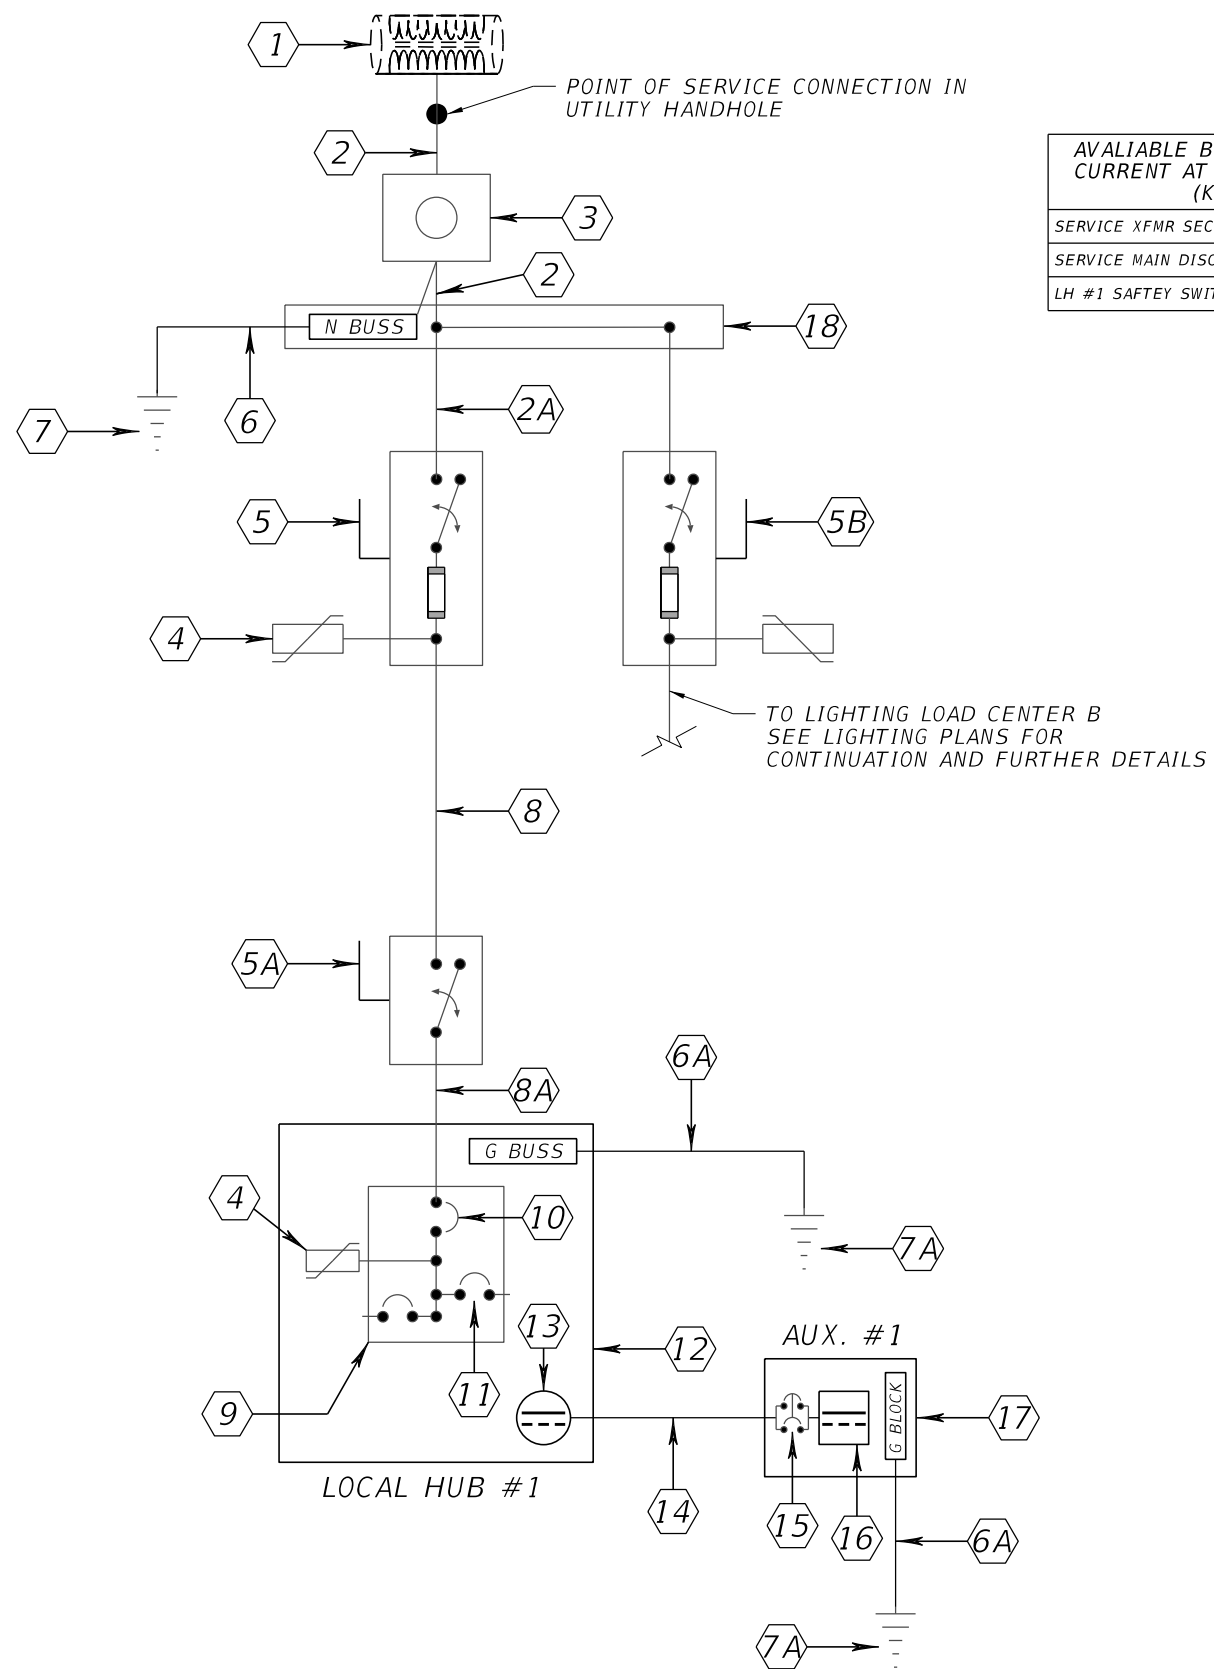 1
POINT OF SERVICE CONNECTION IN
UTILITY HANDHOLE
2
3
AVALIABLE B
CURRENT AT
(K
SERVICE XFMR SEC
SERVICE MAIN DISC
LH #1 SAFTEY SWIT
2
N BUSS
18
6
7
2A
5
5B
4
TO LIGHTING LOAD CENTER B
SEE LIGHTING PLANS FOR
CONTINUATION AND FURTHER DETAILS
8
5A
6A
8A
G BUSS
4
10
7A
13
12
AUX. #1
11
9
G BLOCK
17
LOCAL HUB #1
14
15
16
6A
7A